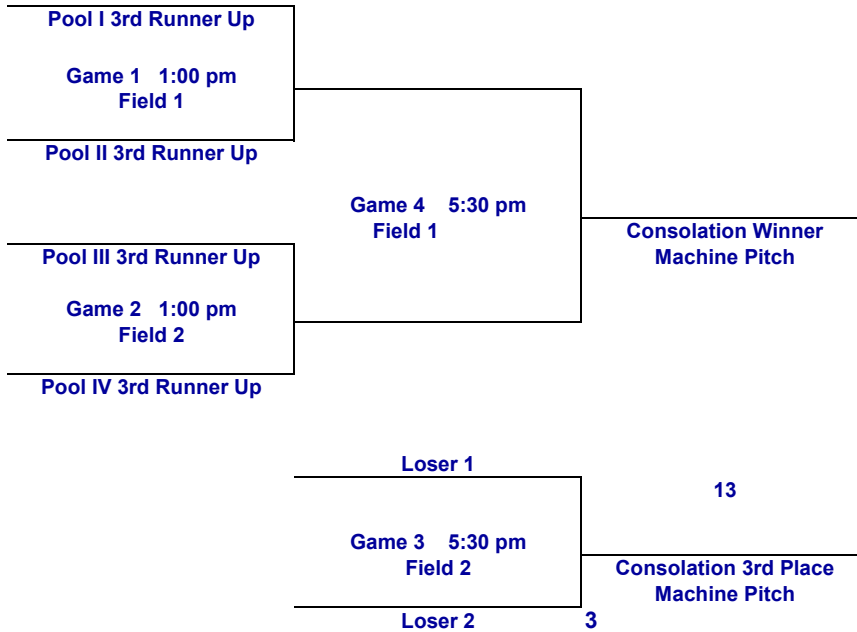 Pool I 3rd Runner Up
Game 1 1:00 pm
Field 1
Pool II 3rd Runner Up
Game 4 5:30 pm
Field 1
Consolation Winner
Machine Pitch
Pool III 3rd Runner Up
Game 2 1:00 pm
Field 2
Pool IV 3rd Runner Up
Loser 1
13
Game 3 5:30 pm
Field 2
Consolation 3rd Place
Machine Pitch
Loser 2 3